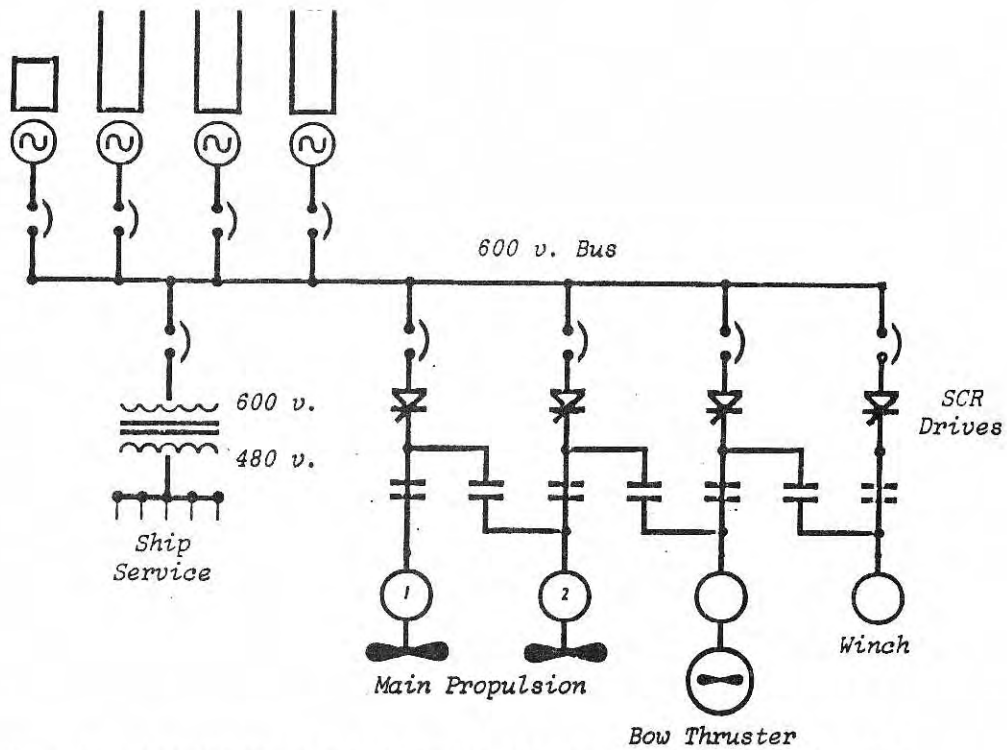 600 v. Bus
600 v.
480 v.
SCR
Drives
Ship
Service
1
2
Winch
Main Propulsion
Bow Thruster